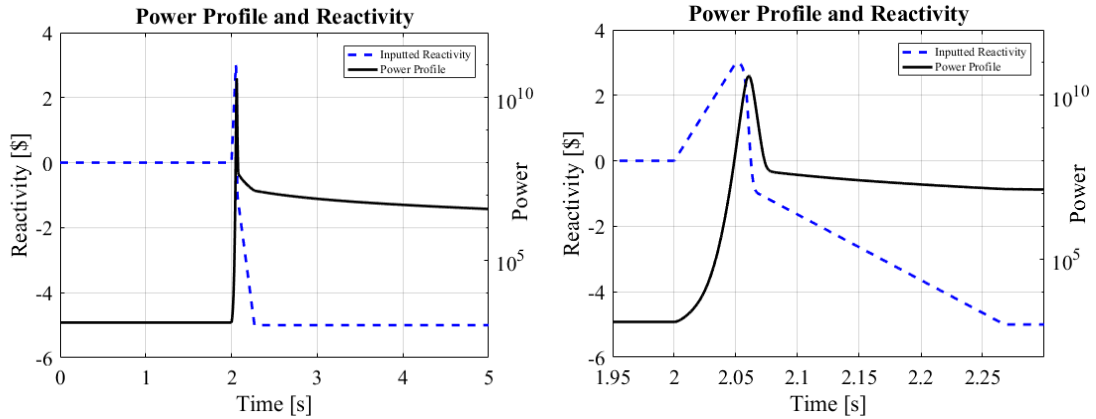 Power Profile and Reactivity
4
2
0
-2
-4
-6
Reactivity [$]
Inputted Reactivity
Power Profile
10^10
10^5
Power
0
1
2
3
4
5
Time [s]
Power Profile and Reactivity
4
2
0
-2
-4
-6
Reactivity [$]
Inputted Reactivity
Power Profile
10^10
10^5
Power
1.95
2
2.05
2.1
2.15
2.2
2.25
Time [s]